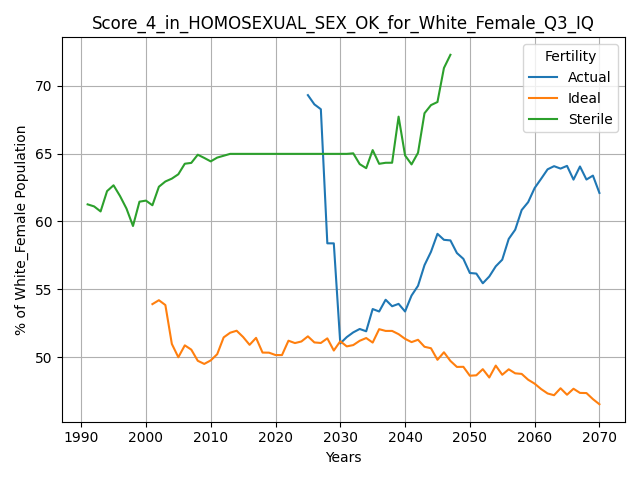 Score_4_in_HOMOSEXUAL_SEX_OK_for_White_Female_Q3_IQ
Fertility
Actual
Ideal
Sterile
% of White_Female Population
70
65
60
55
50
1990 2000 2010 2020 2030 2040 2050 2060 2070
Years